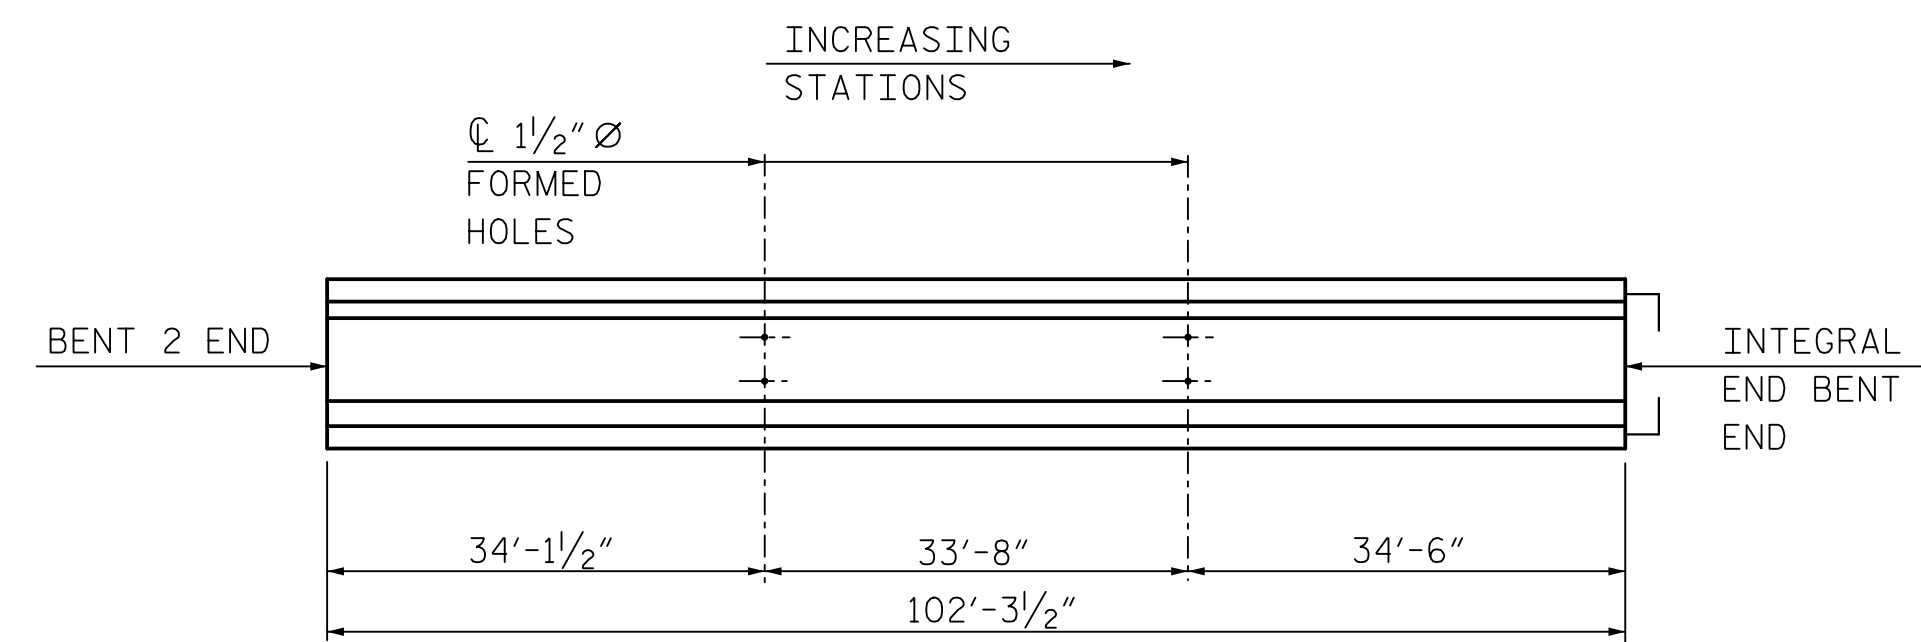 INCREASING
STATIONS
℄ 1½"∅
FORMED
HOLES
BENT 2 END
INTEGRAL
END BENT
END
34'-1½"
33'-8"
34'-6"
102'-3½"